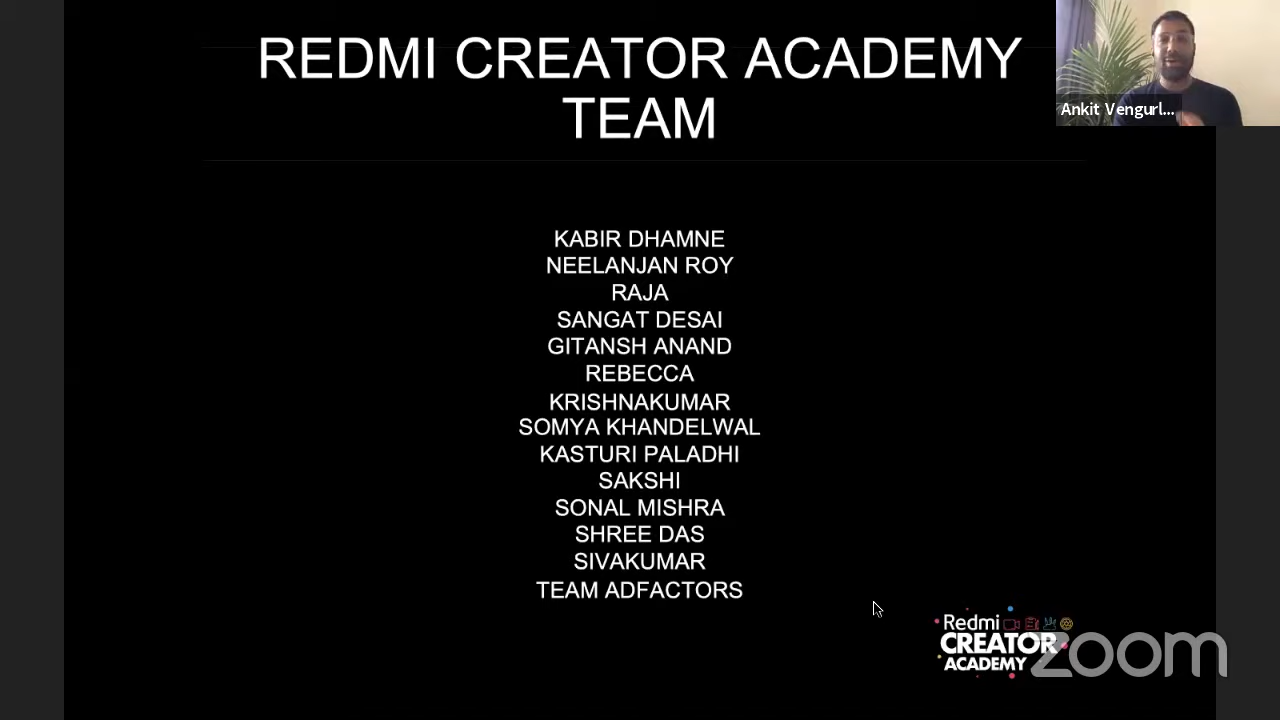 REDMI CREATOR ACADEMY
TEAM
Ankit Vengurl...
KABIR DHAMNE
NEELANJAN ROY
RAJA
SANGAT DESAI
GITANSH ANAND
REBECCA
KRISHNAKUMAR
SOMYA KHANDELWAL
KASTURI PALADHI
SAKSHI
SONAL MISHRA
SHREE DAS
SIVAKUMAR
TEAM ADFACTORS
Redmi
CREATOR
ACADEMY
zoom